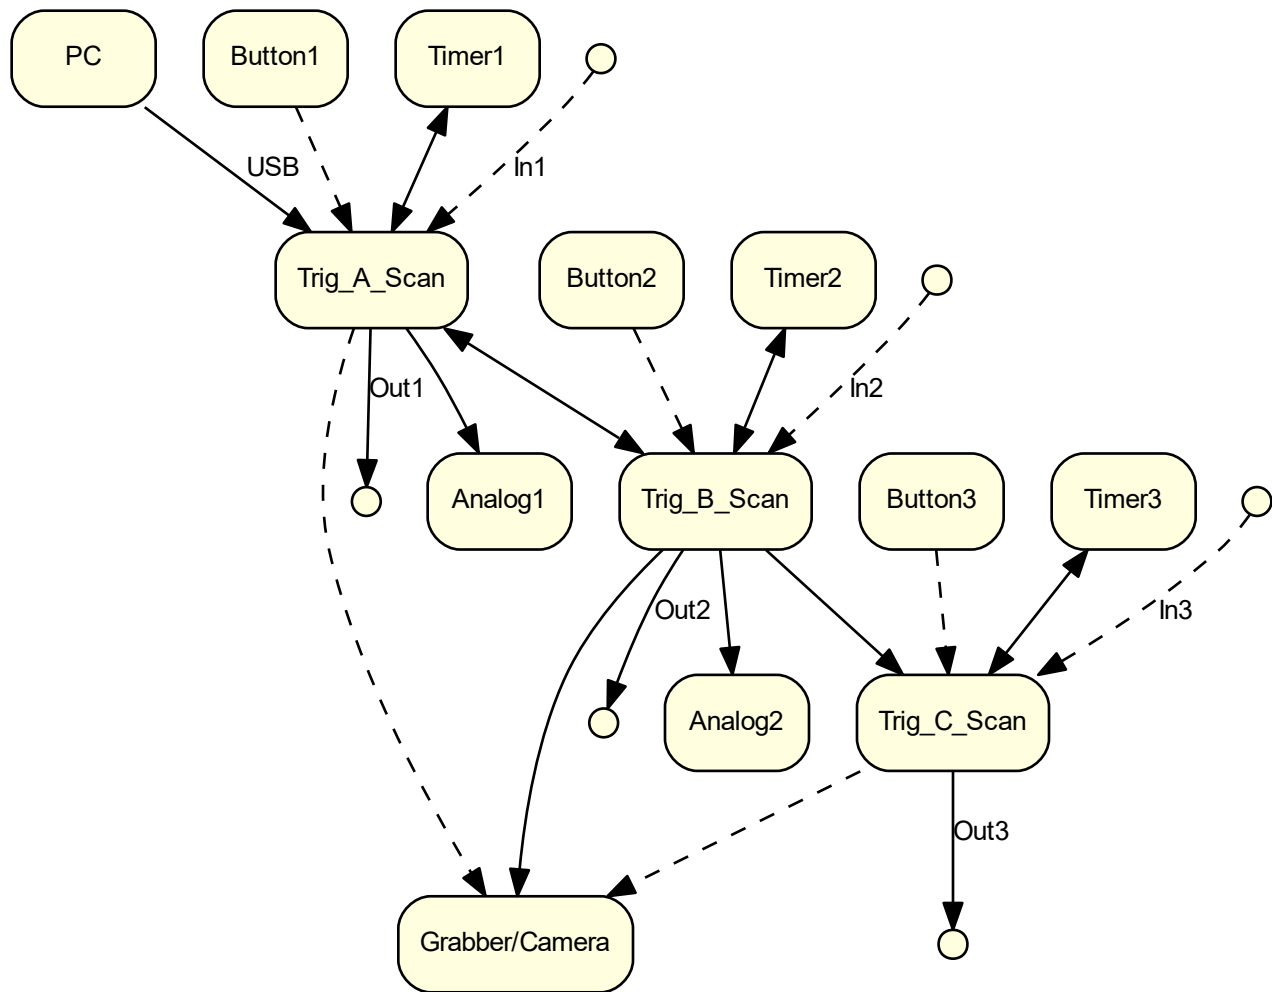 PC
Button1
Timer1
USB
In1
Trig_A_Scan
Button2
Timer2
Out1
In2
Analog1
Trig_B_Scan
Button3
Timer3
Out2
In3
Analog2
Trig_C_Scan
Out3
Grabber/Camera